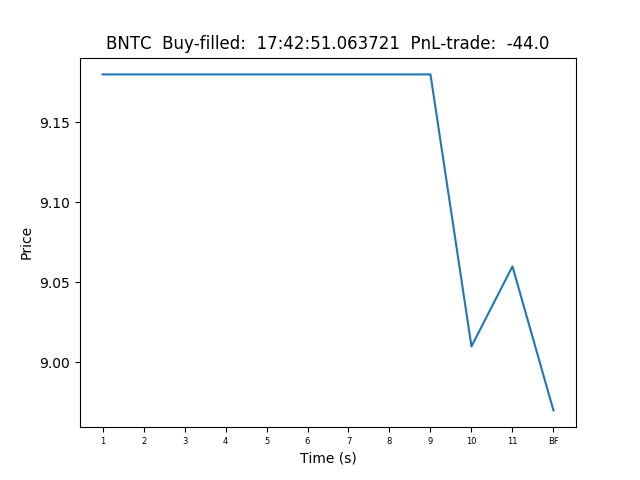 BNTC  Buy-filled:  17:42:51.063721  PnL-trade:  -44.0
Price
9.15
9.10
9.05
9.00
1 2 3 4 5 6 7 8 9 10 11 BF
Time (s)